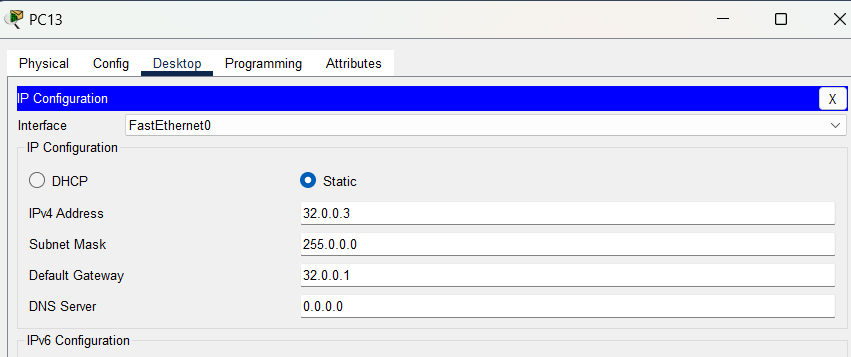 PC13
Physical Config Desktop Programming Attributes
IP Configuration X
Interface FastEthernet0
IP Configuration
DHCP Static
IPv4 Address 32.0.0.3
Subnet Mask 255.0.0.0
Default Gateway 32.0.0.1
DNS Server 0.0.0.0
IPv6 Configuration